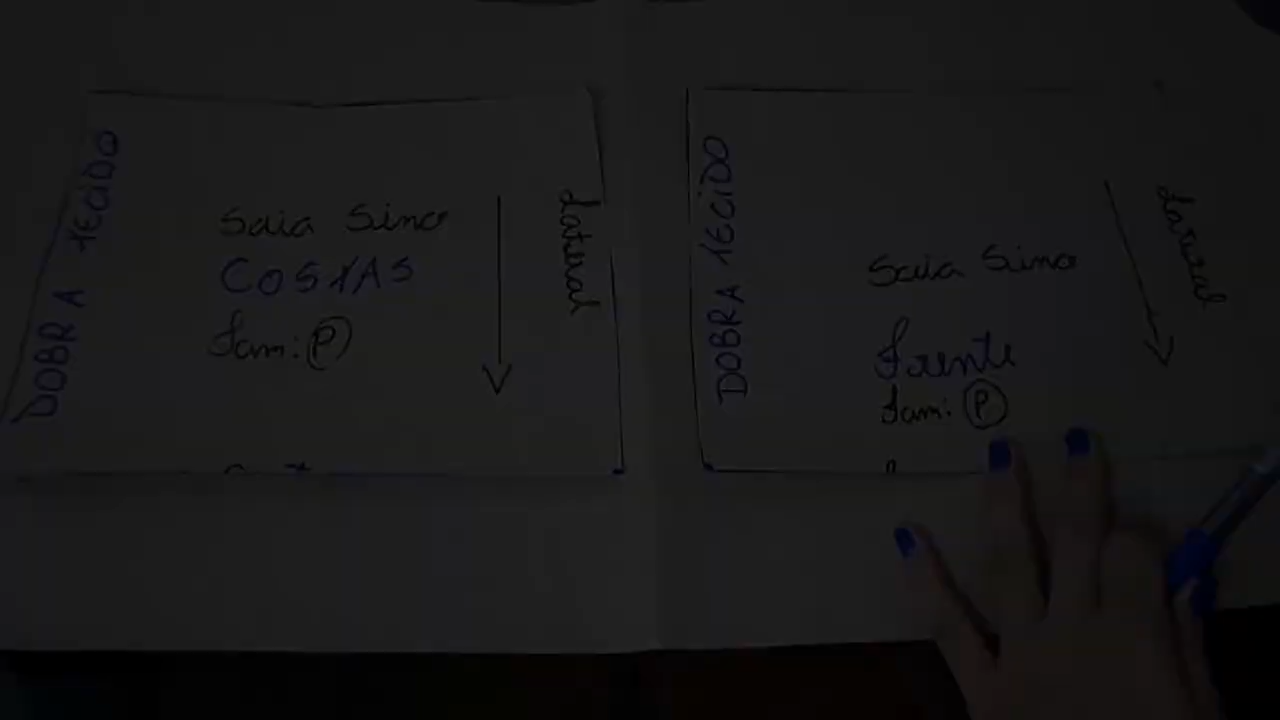 DOBRA TECIDO
Saia Sino
COSTAS
Tam: P
Lateral
DOBRA TECIDO
Saia Sino
Frente
Tam: P
Lateral